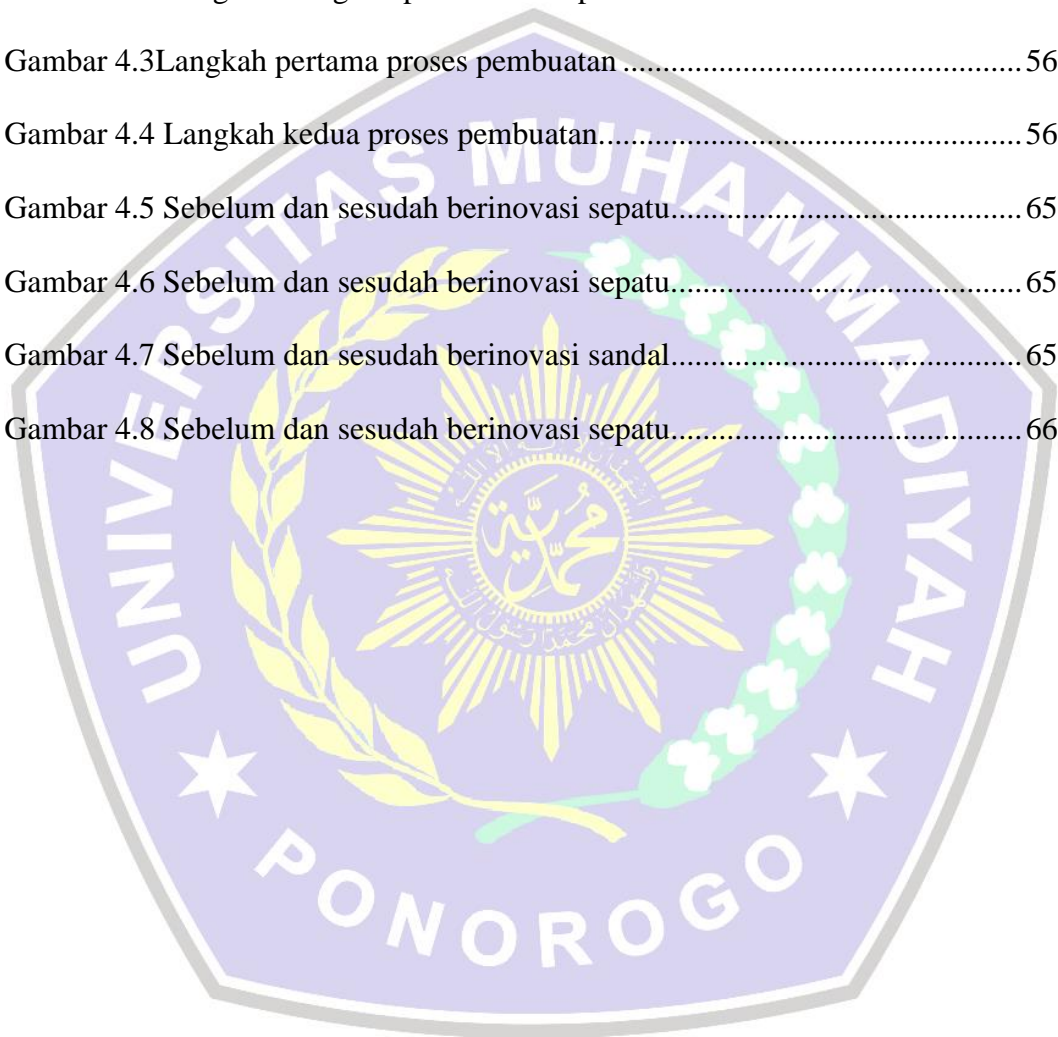 Gambar 4.3Langkah pertama proses pembuatan ................................................ 56
Gambar 4.4 Langkah kedua proses pembuatan................................................... 56
Gambar 4.5 Sebelum dan sesudah berinovasi sepatu.......................................... 65
Gambar 4.6 Sebelum dan sesudah berinovasi sepatu.......................................... 65
Gambar 4.7 Sebelum dan sesudah berinovasi sandal.......................................... 65
Gambar 4.8 Sebelum dan sesudah berinovasi sepatu.......................................... 66
UNIVERSITAS MUHAMMADIYAH
PONOROGO
محمدية